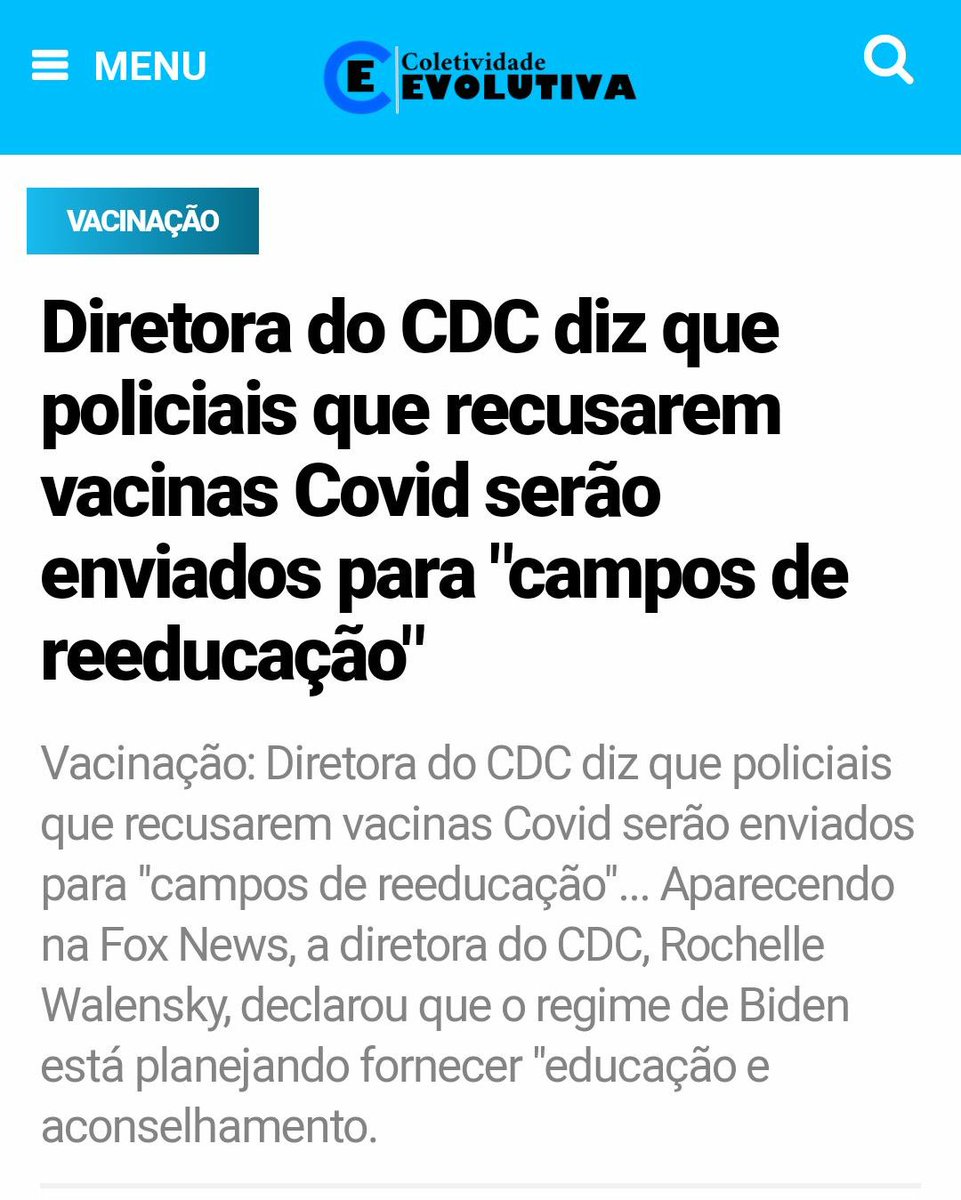 MENU
CE
Coletividade
EVOLUTIVA
VACINAÇÃO
Diretora do CDC diz que
policiais que recusarem
vacinas Covid serão
enviados para "campos de
reeducação"
Vacinação: Diretora do CDC diz que policiais
que recusarem vacinas Covid serão enviados
para "campos de reeducação"... Aparecendo
na Fox News, a diretora do CDC, Rochelle
Walensky, declarou que o regime de Biden
está planejando fornecer "educação e
aconselhamento.